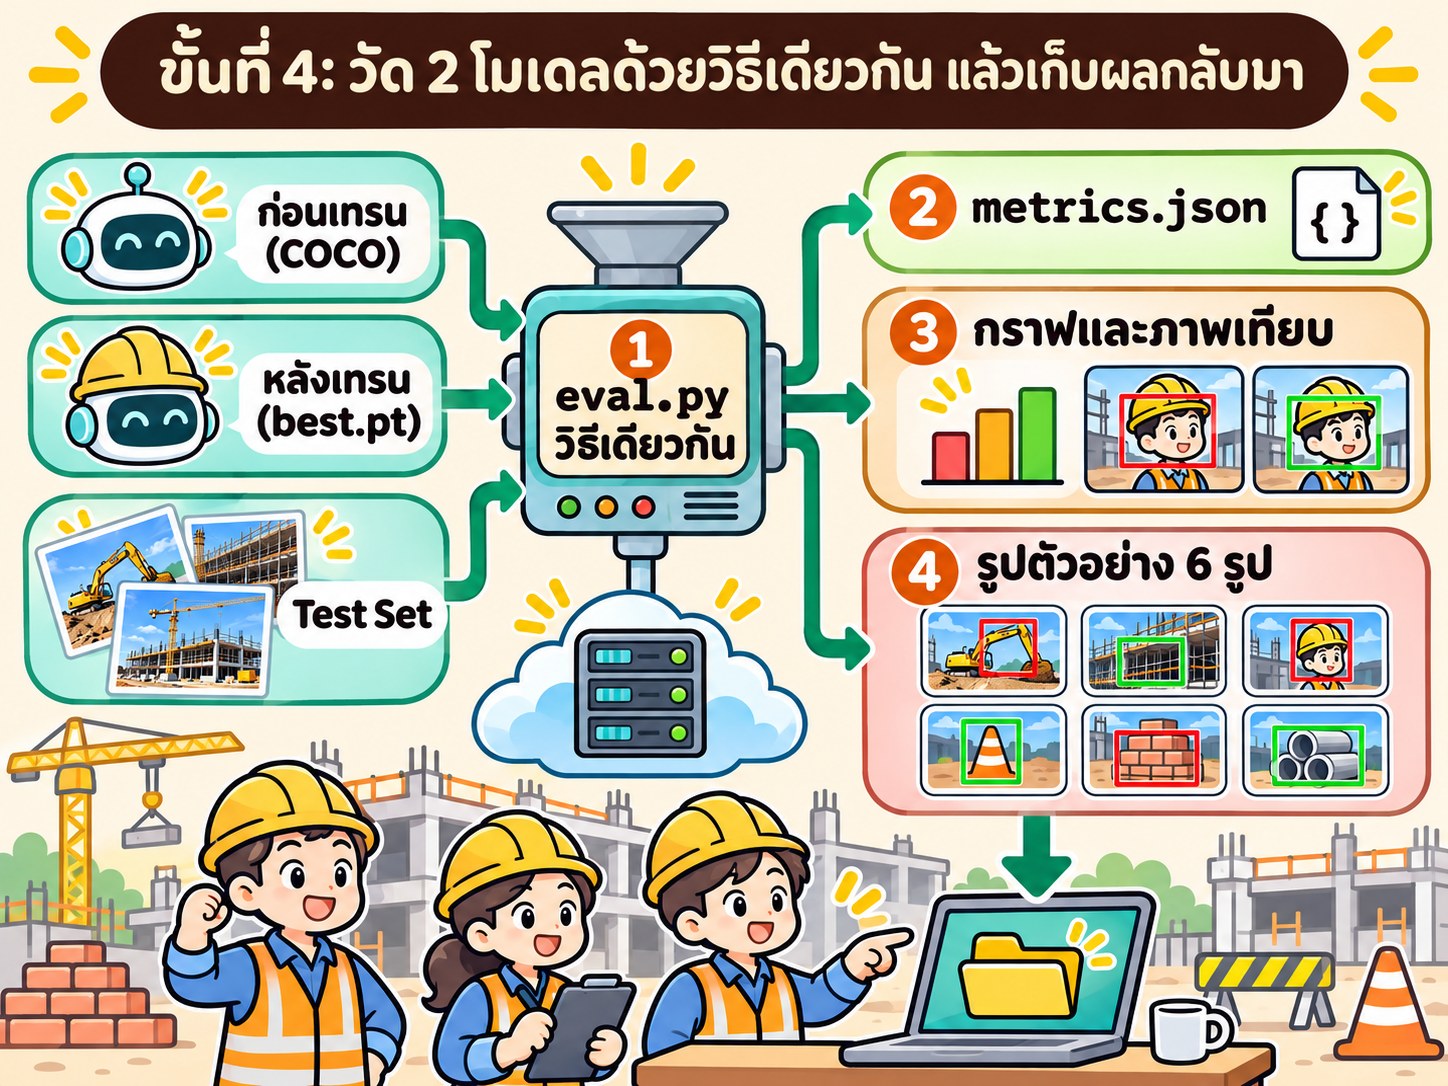 ขั้นที่ 4: วัด 2 โมเดลด้วยวิธีเดียวกัน แล้วเก็บผลกลับมา
ก่อนเทรน
(COCO)
หลังเทรน
(best.pt)
Test Set
1
eval.py
วิธีเดียวกัน
2 metrics.json
{ }
3 กราฟและภาพเทียบ
4 รูปตัวอย่าง 6 รูป